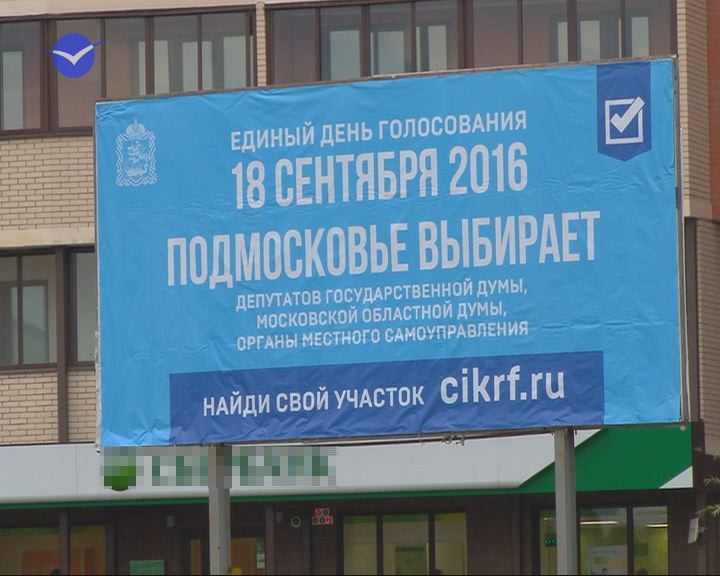 ЕДИНЫЙ ДЕНЬ ГОЛОСОВАНИЯ
18 СЕНТЯБРЯ 2016
ПОДМОСКОВЬЕ ВЫБИРАЕТ
ДЕПУТАТОВ ГОСУДАРСТВЕННОЙ ДУМЫ,
МОСКОВСКОЙ ОБЛАСТНОЙ ДУМЫ,
ОРГАНЫ МЕСТНОГО САМОУПРАВЛЕНИЯ
НАЙДИ СВОЙ УЧАСТОК cikrf.ru